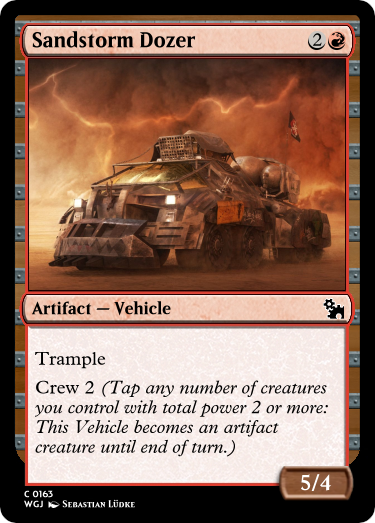 Sandstorm Dozer 2
Artifact — Vehicle
Trample
Crew 2 (Tap any number of creatures
you control with total power 2 or more:
This Vehicle becomes an artifact
creature until end of turn.)
5/4
C 0163
WGJ Sebastian Lüdke